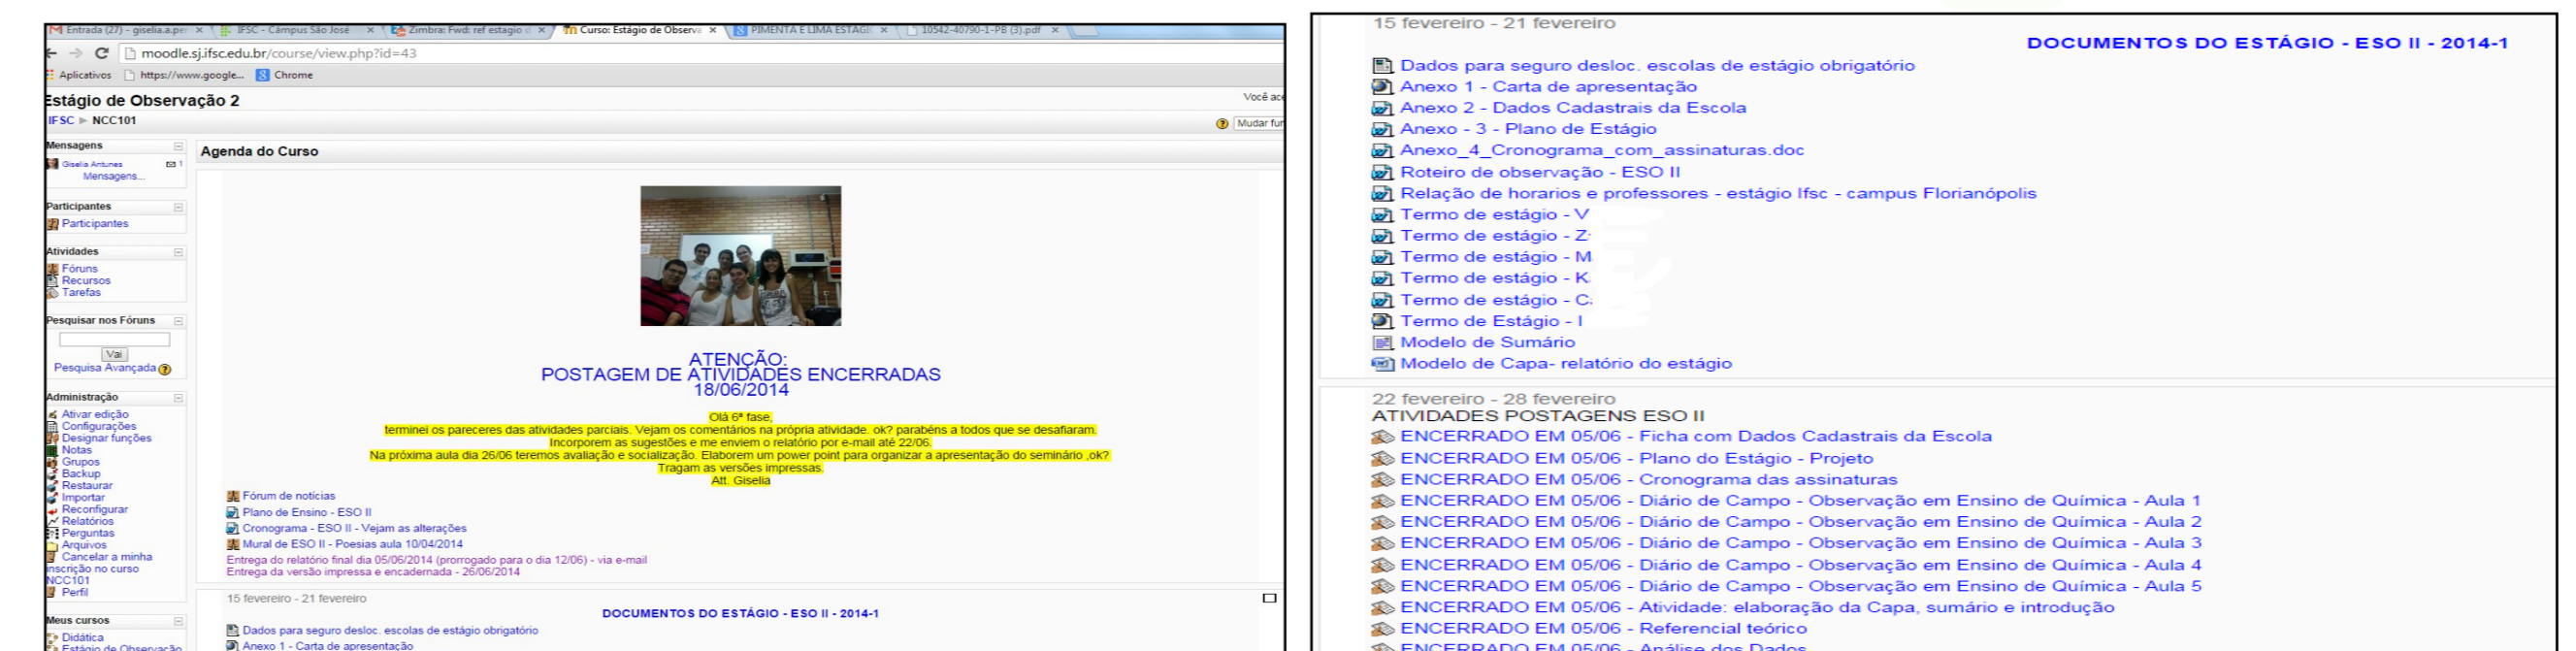 Entrada (27) - giselia.a.per
IFSC - Câmpus São José
Zimbra: Fwd: ref estagio d
Curso: Estágio de Observa
PIMENTA E LIMA ESTAGI
10542-40790-1-PB (3).pdf
moodle.sj.ifsc.edu.br/course/view.php?id=43
Aplicativos
https://www.google...
Chrome
Estágio de Observação 2
Você ace
IFSC ► NCC101
Mudar fun
Mensagens
Giselia Antunes 1
Mensagens...
Participantes
Participantes
Atividades
Fóruns
Recursos
Tarefas
Pesquisar nos Fóruns
Vai
Pesquisa Avançada
Administração
Ativar edição
Configurações
Designar funções
Notas
Grupos
Backup
Restaurar
Importar
Reconfigurar
Relatórios
Perguntas
Arquivos
Cancelar a minha
inscrição no curso
NCC101
Perfil
Meus cursos
Didática
Estágio de Observação
Agenda do Curso
ATENÇÃO:
POSTAGEM DE ATIVIDADES ENCERRADAS
18/06/2014
Olá 6ª fase,
terminei os pareceres das atividades parciais. Vejam os comentários na própria atividade. ok? parabéns a todos que se desafiaram.
Incorporem as sugestões e me enviem o relatório por e-mail até 22/06.
Na próxima aula dia 26/06 teremos avaliação e socialização. Elaborem um power point para organizar a apresentação do seminário ,ok?
Tragam as versões impressas.
Att. Giselia
Fórum de notícias
Plano de Ensino - ESO II
Cronograma - ESO II - Vejam as alterações
Mural de ESO II - Poesias aula 10/04/2014
Entrega do relatório final dia 05/06/2014 (prorrogado para o dia 12/06) - via e-mail
Entrega da versão impressa e encadernada - 26/06/2014
15 fevereiro - 21 fevereiro
DOCUMENTOS DO ESTÁGIO - ESO II - 2014-1
Dados para seguro desloc. escolas de estágio obrigatório
Anexo 1 - Carta de apresentação
15 fevereiro - 21 fevereiro
DOCUMENTOS DO ESTÁGIO - ESO II - 2014-1
Dados para seguro desloc. escolas de estágio obrigatório
Anexo 1 - Carta de apresentação
Anexo 2 - Dados Cadastrais da Escola
Anexo - 3 - Plano de Estágio
Anexo_4_Cronograma_com_assinaturas.doc
Roteiro de observação - ESO II
Relação de horarios e professores - estágio Ifsc - campus Florianópolis
Termo de estágio - V
Termo de estágio - Z
Termo de estágio - M
Termo de estágio - K
Termo de estágio - C
Termo de Estágio - I
Modelo de Sumário
Modelo de Capa- relatório do estágio
22 fevereiro - 28 fevereiro
ATIVIDADES POSTAGENS ESO II
ENCERRADO EM 05/06 - Ficha com Dados Cadastrais da Escola
ENCERRADO EM 05/06 - Plano do Estágio - Projeto
ENCERRADO EM 05/06 - Cronograma das assinaturas
ENCERRADO EM 05/06 - Diário de Campo - Observação em Ensino de Química - Aula 1
ENCERRADO EM 05/06 - Diário de Campo - Observação em Ensino de Química - Aula 2
ENCERRADO EM 05/06 - Diário de Campo - Observação em Ensino de Química - Aula 3
ENCERRADO EM 05/06 - Diário de Campo - Observação em Ensino de Química - Aula 4
ENCERRADO EM 05/06 - Diário de Campo - Observação em Ensino de Química - Aula 5
ENCERRADO EM 05/06 - Atividade: elaboração da Capa, sumário e introdução
ENCERRADO EM 05/06 - Referencial teórico
ENCERRADO EM 05/06 - Análise dos Dados